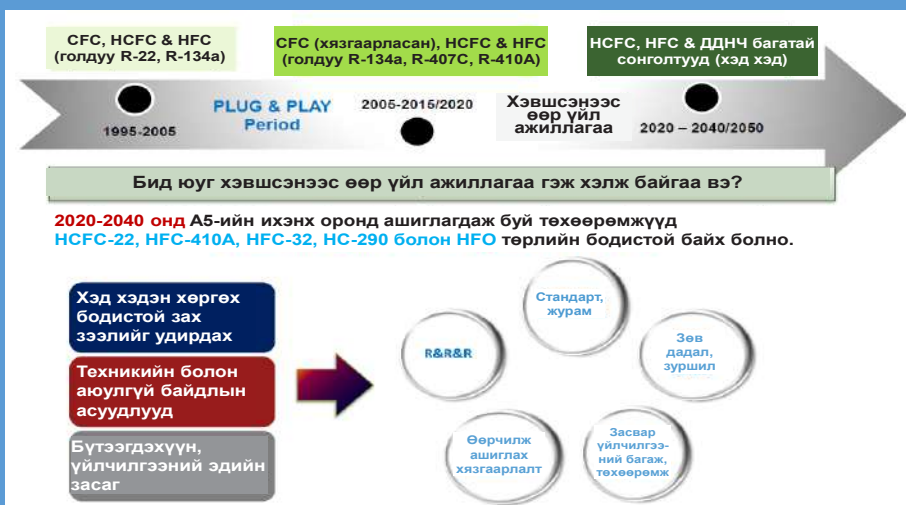 CFC, HCFC & HFC
(голдуу R-22, R-134a)
CFC (хязгаарласан), HCFC & HFC
(голдуу R-134a, R-407C, R-410A)
HCFC, HFC & ДДНЧ багатай
сонголтууд (хэд хэд)
1995-2005
PLUG & PLAY
Period
2005-2015/2020
Хэвшсэнээс
өөр үйл
ажиллагаа
2020 – 2040/2050
Бид юуг хэвшсэнээс өөр үйл ажиллагаа гэж хэлж байгаа вэ?
2020-2040 онд А5-ийн ихэнх оронд ашиглагдаж буй төхөөрөмжүүд
HCFC-22, HFC-410A, HFC-32, HC-290 болон HFO төрлийн бодистой байх болно.
Хэд хэдэн хөргөх
бодистой зах
зээлийг удирдах
Техникийн болон
аюулгүй байдлын
асуудлууд
Бүтээгдэхүүн,
үйлчилгээний эдийн
засаг
R&R&R
Стандарт,
журам
Зөв
дадал,
зуршил
Өөрчилж
ашиглах
хязгаарлалт
Засвар
үйлчилгээ-
ний багаж,
төхөөрөмж